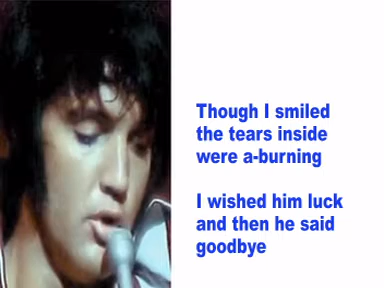 Though I smiled
the tears inside
were a-burning
I wished him luck
and then he said
goodbye